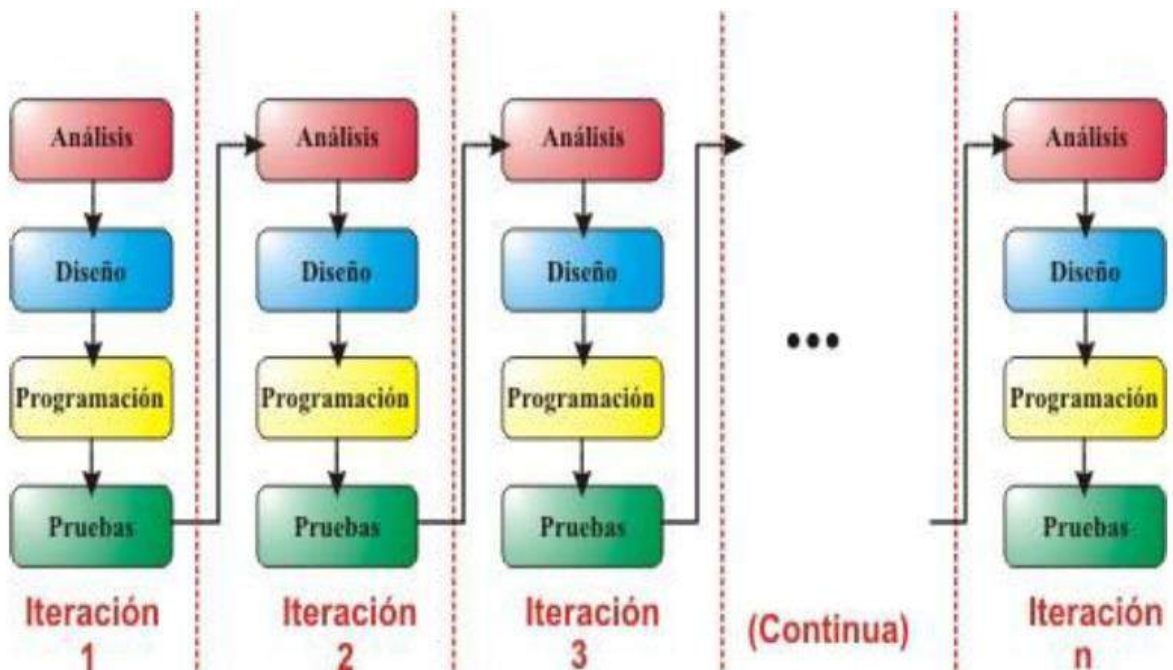 Análisis
Diseño
Programación
Pruebas
Iteración
1
Análisis
Diseño
Programación
Pruebas
Iteración
2
Análisis
Diseño
Programación
Pruebas
Iteración
3
...
(Continua)
Análisis
Diseño
Programación
Pruebas
Iteración
n